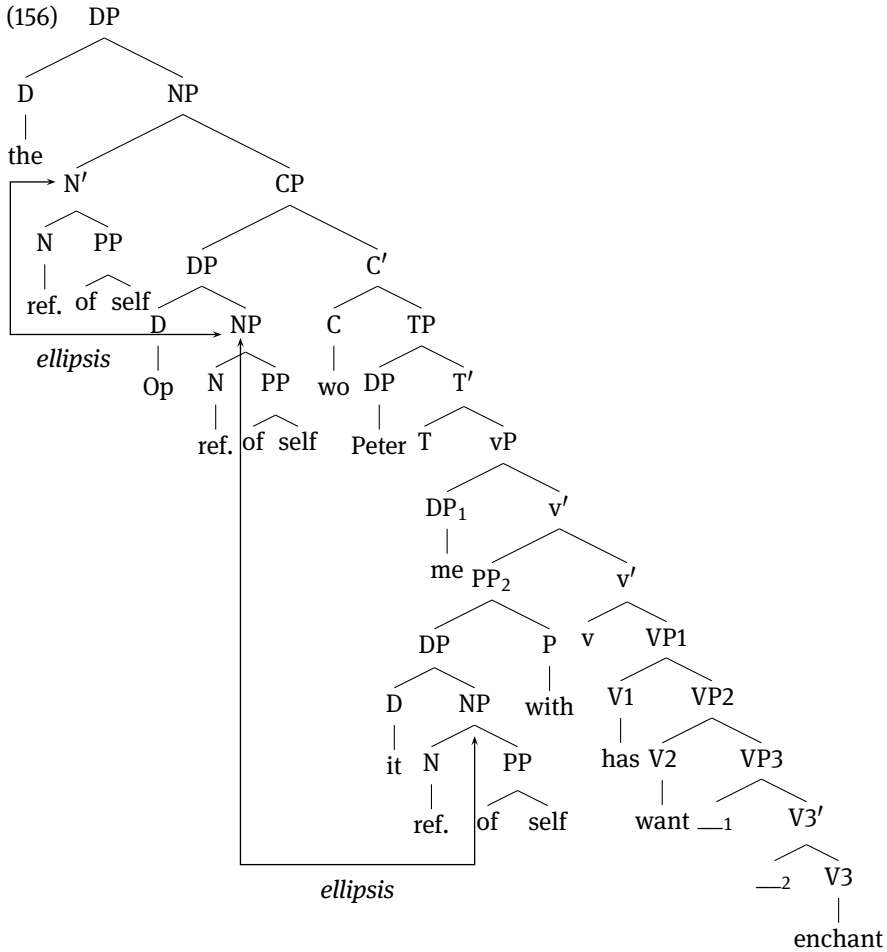 (156) DP
D NP
the
N′ CP
N PP DP C′
ref. of self D NP C TP
ellipsis
Op N PP wo DP T′
ref. of self Peter T vP
DP₁ v′
me PP₂ v′
DP P v VP1
D NP with V1 VP2
it N PP has V2 VP3
ref. of self want __₁ V3′
ellipsis __₂ V3
enchant